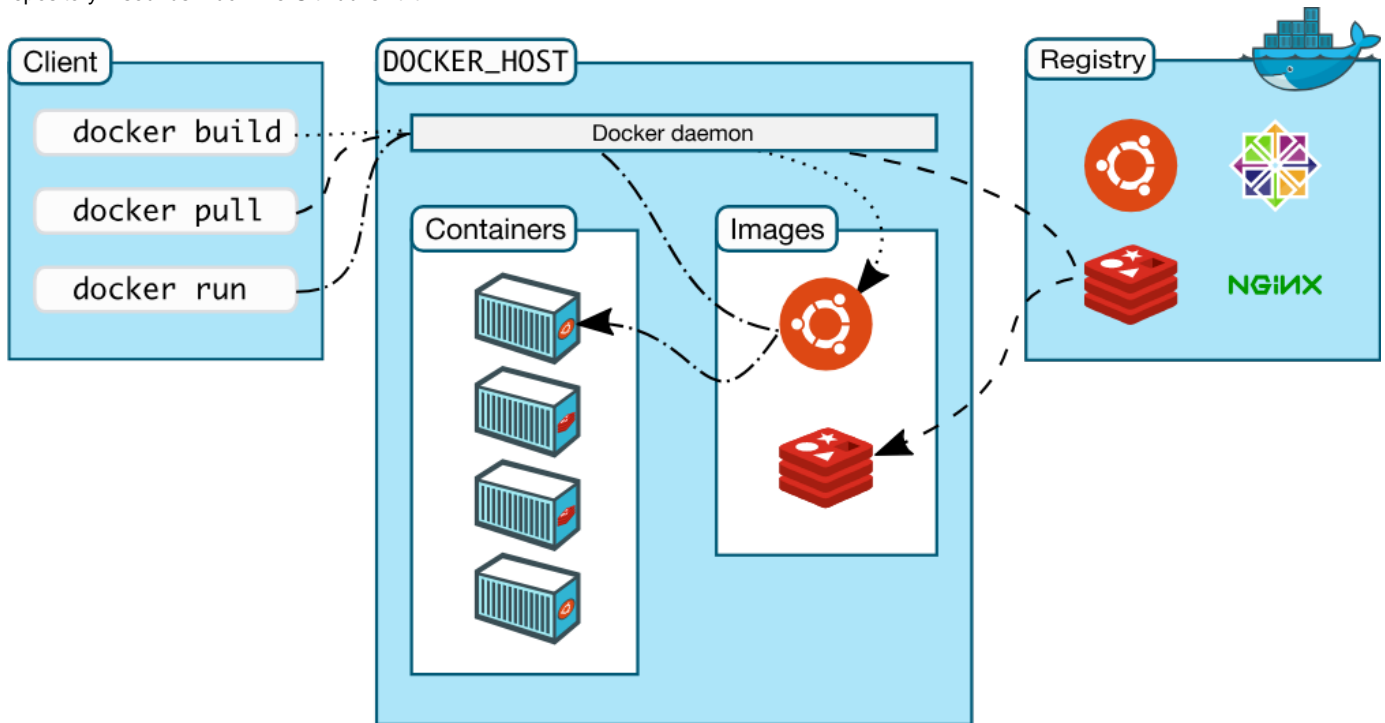 Client
docker build
docker pull
docker run
DOCKER_HOST
Docker daemon
Containers
Images
Registry
NGiNX